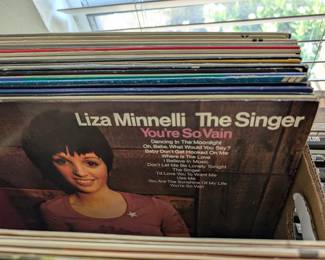 Liza Minnelli The Singer
You're So Vain
Dancing In The Moonlight
Oh, Babe, What Would You Say?
Baby Don't Get Hooked On Me
Where Is The Love
I Believe In Music
Don't Let Me Be Lonely Tonight
The Singer
I'd Love You To Want Me
Use Me
You Are The Sunshine Of My Life
You're So Vain